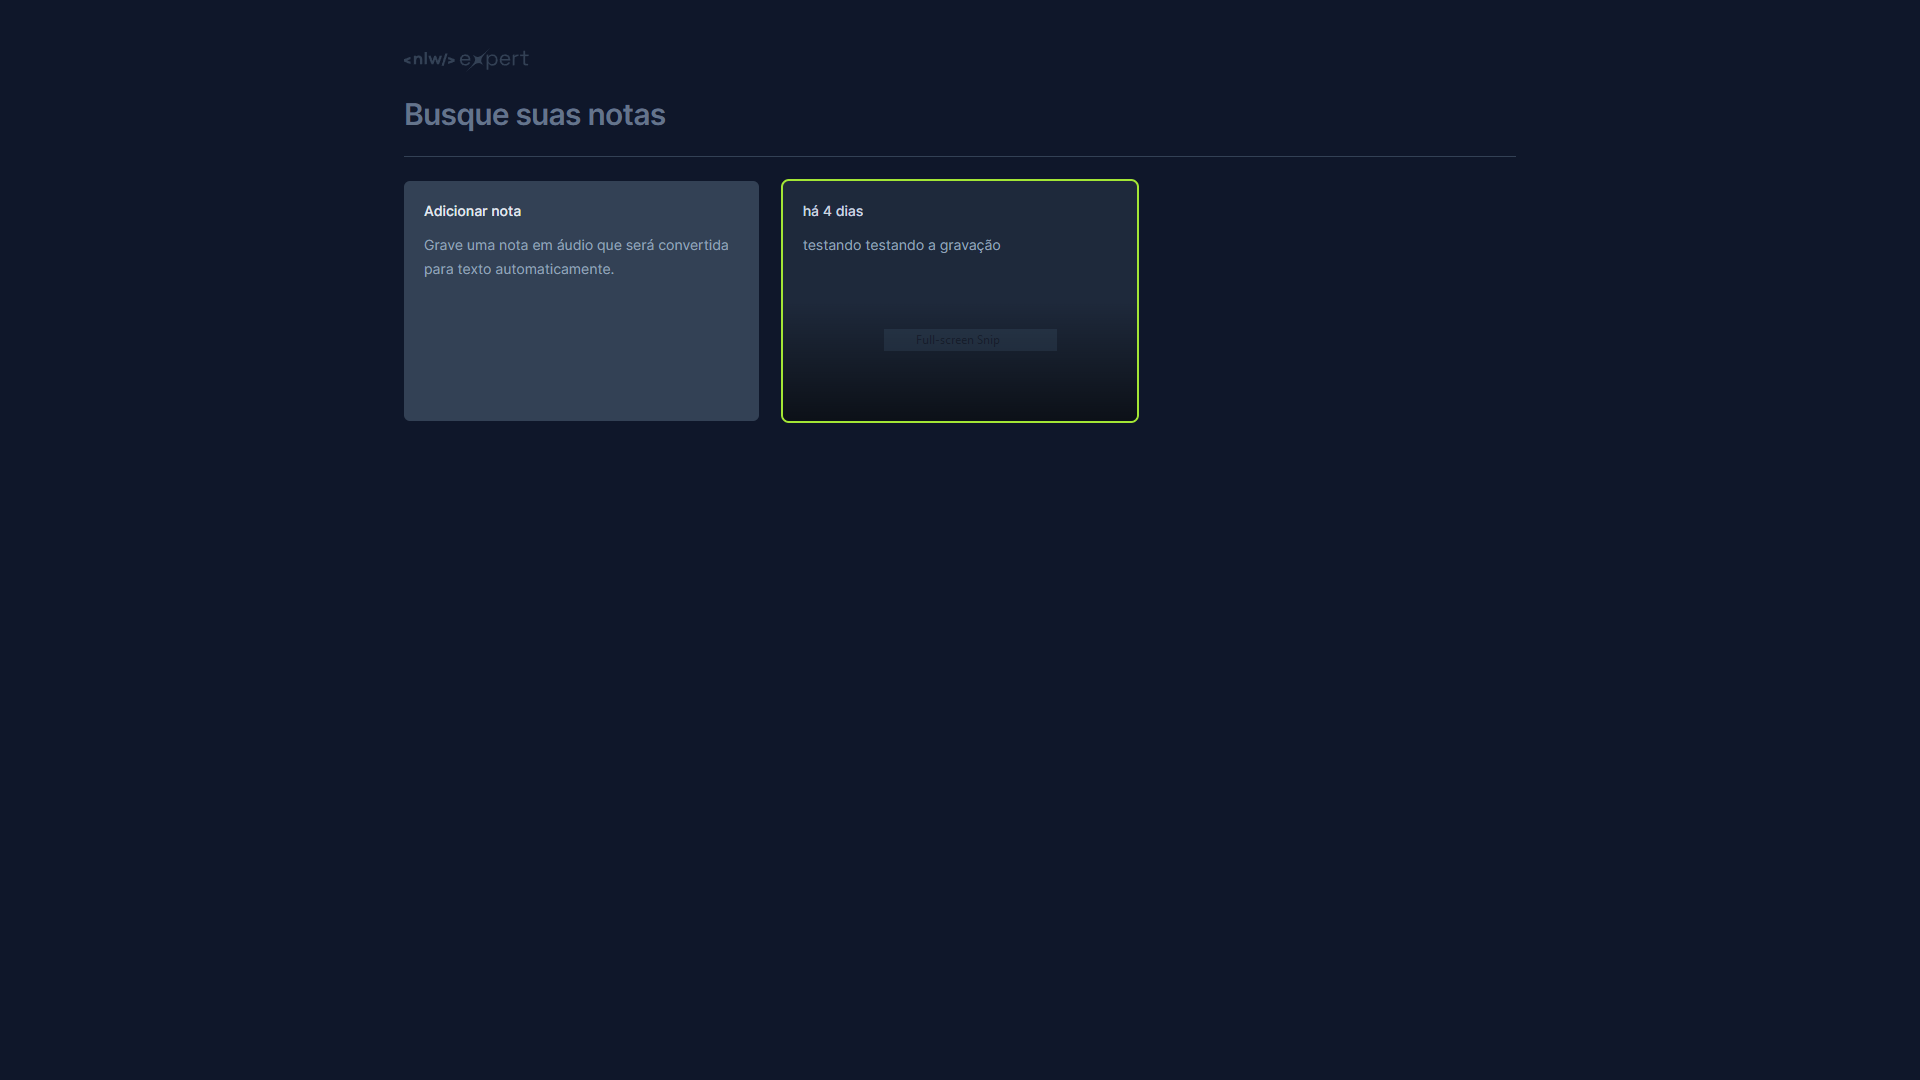 <nlw/> expert
Busque suas notas
Adicionar nota
Grave uma nota em áudio que será convertida
para texto automaticamente.
há 4 dias
testando testando a gravação
Full-screen Snip